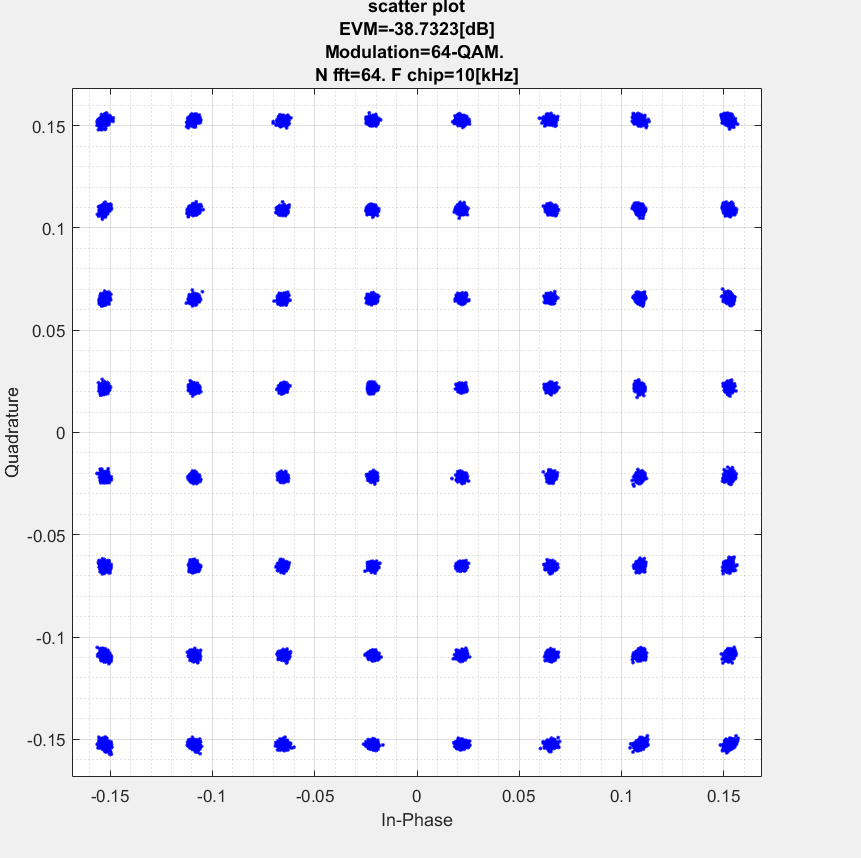 scatter plot
EVM=-38.7323[dB]
Modulation=64-QAM.
N fft=64. F chip=10[kHz]
0.15
0.1
0.05
0
-0.05
-0.1
-0.15
Quadrature
-0.15
-0.1
-0.05
0
0.05
0.1
0.15
In-Phase